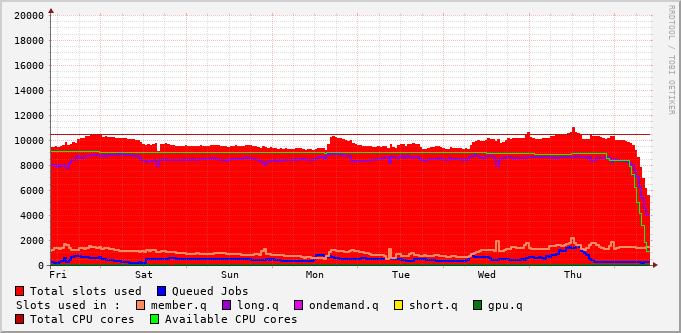 20000
18000
16000
14000
12000
10000
8000
6000
4000
2000
0
Fri Sat Sun Mon Tue Wed Thu
RRDTOOL / TOBI OETIKER
Total slots used Queued Jobs
Slots used in : member.q long.q ondemand.q short.q gpu.q
Total CPU cores Available CPU cores